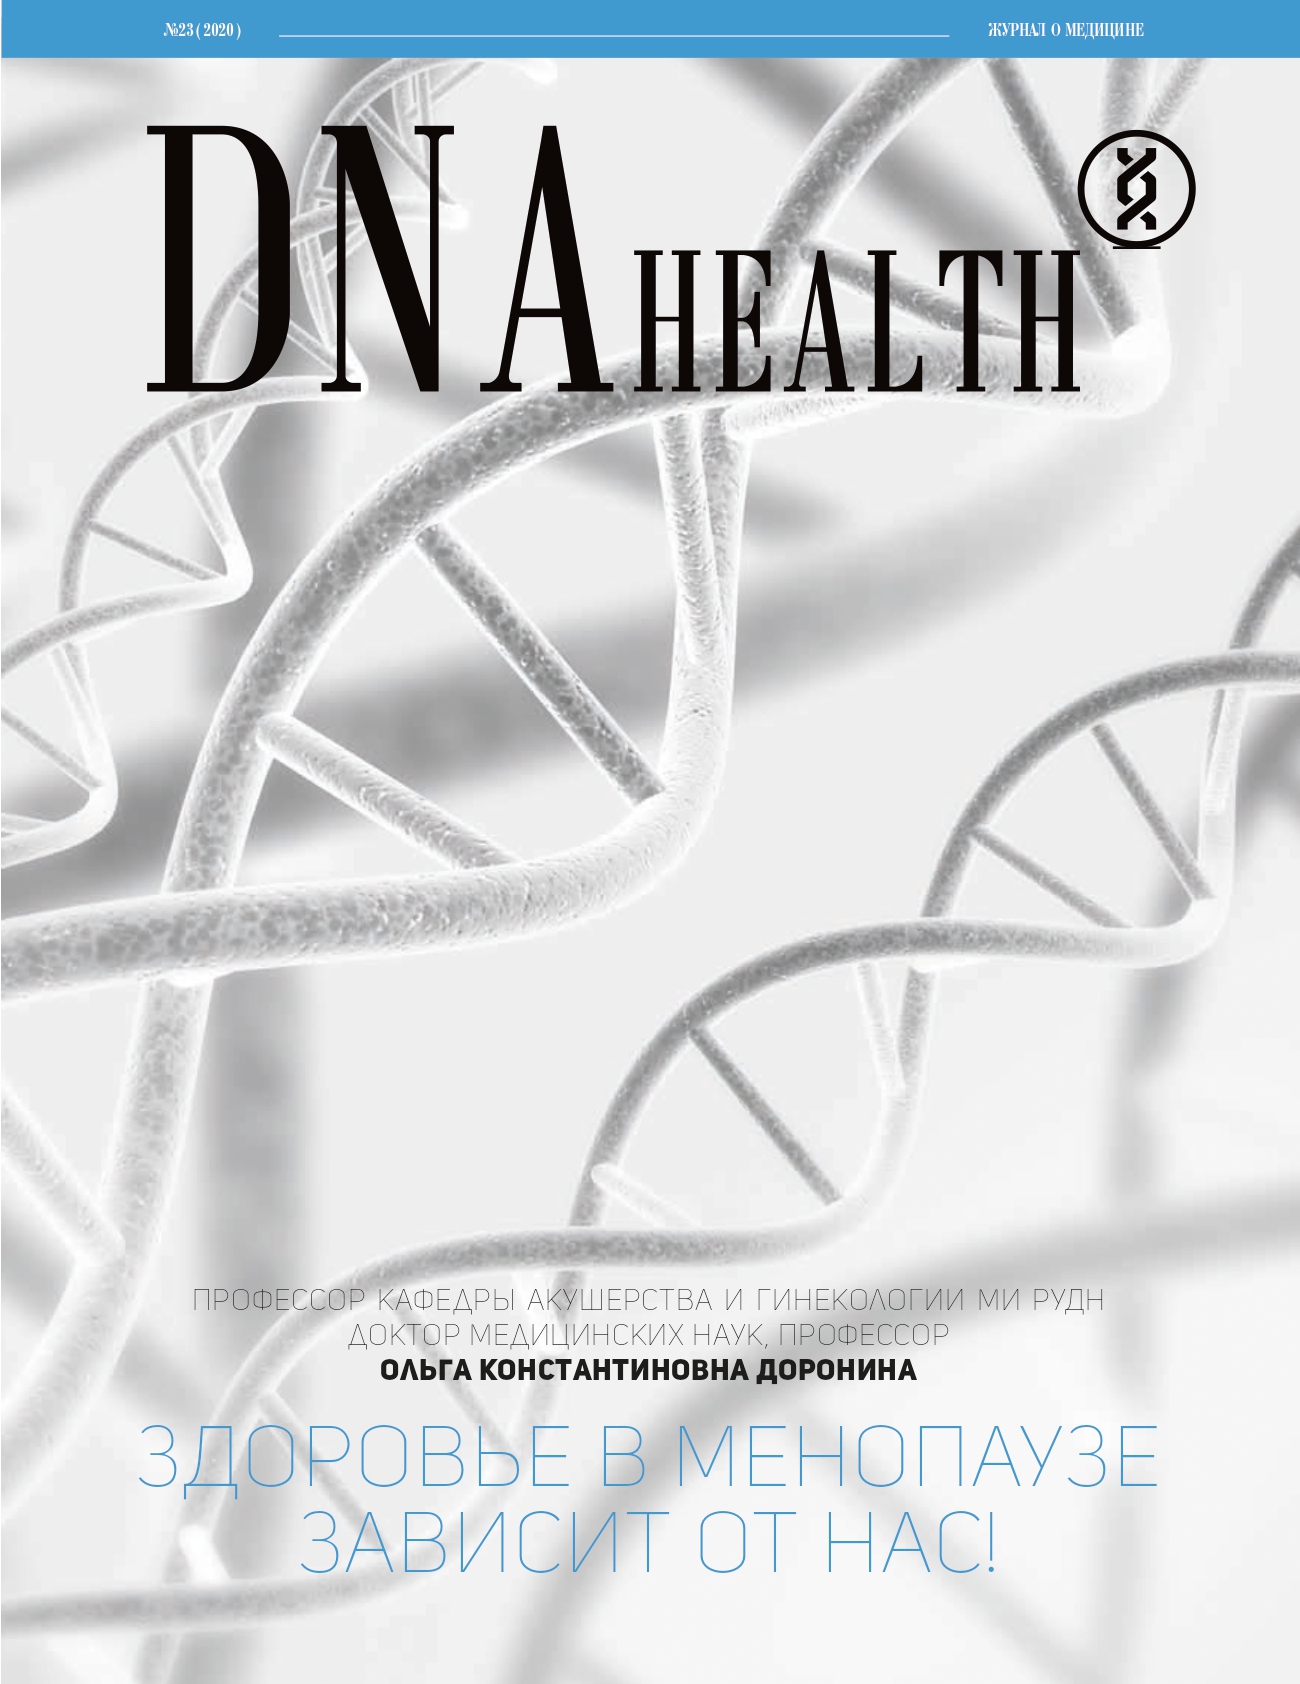 №23 ( 2020 )
ЖУРНАЛ О МЕДИЦИНЕ
DNA HEALTH
ПРОФЕССОР КАФЕДРЫ АКУШЕРСТВА И ГИНЕКОЛОГИИ МИ РУДН
ДОКТОР МЕДИЦИНСКИХ НАУК, ПРОФЕССОР
ОЛЬГА КОНСТАНТИНОВНА ДОРОНИНА
ЗДОРОВЬЕ В МЕНОПАУЗЕ
ЗАВИСИТ ОТ НАС!